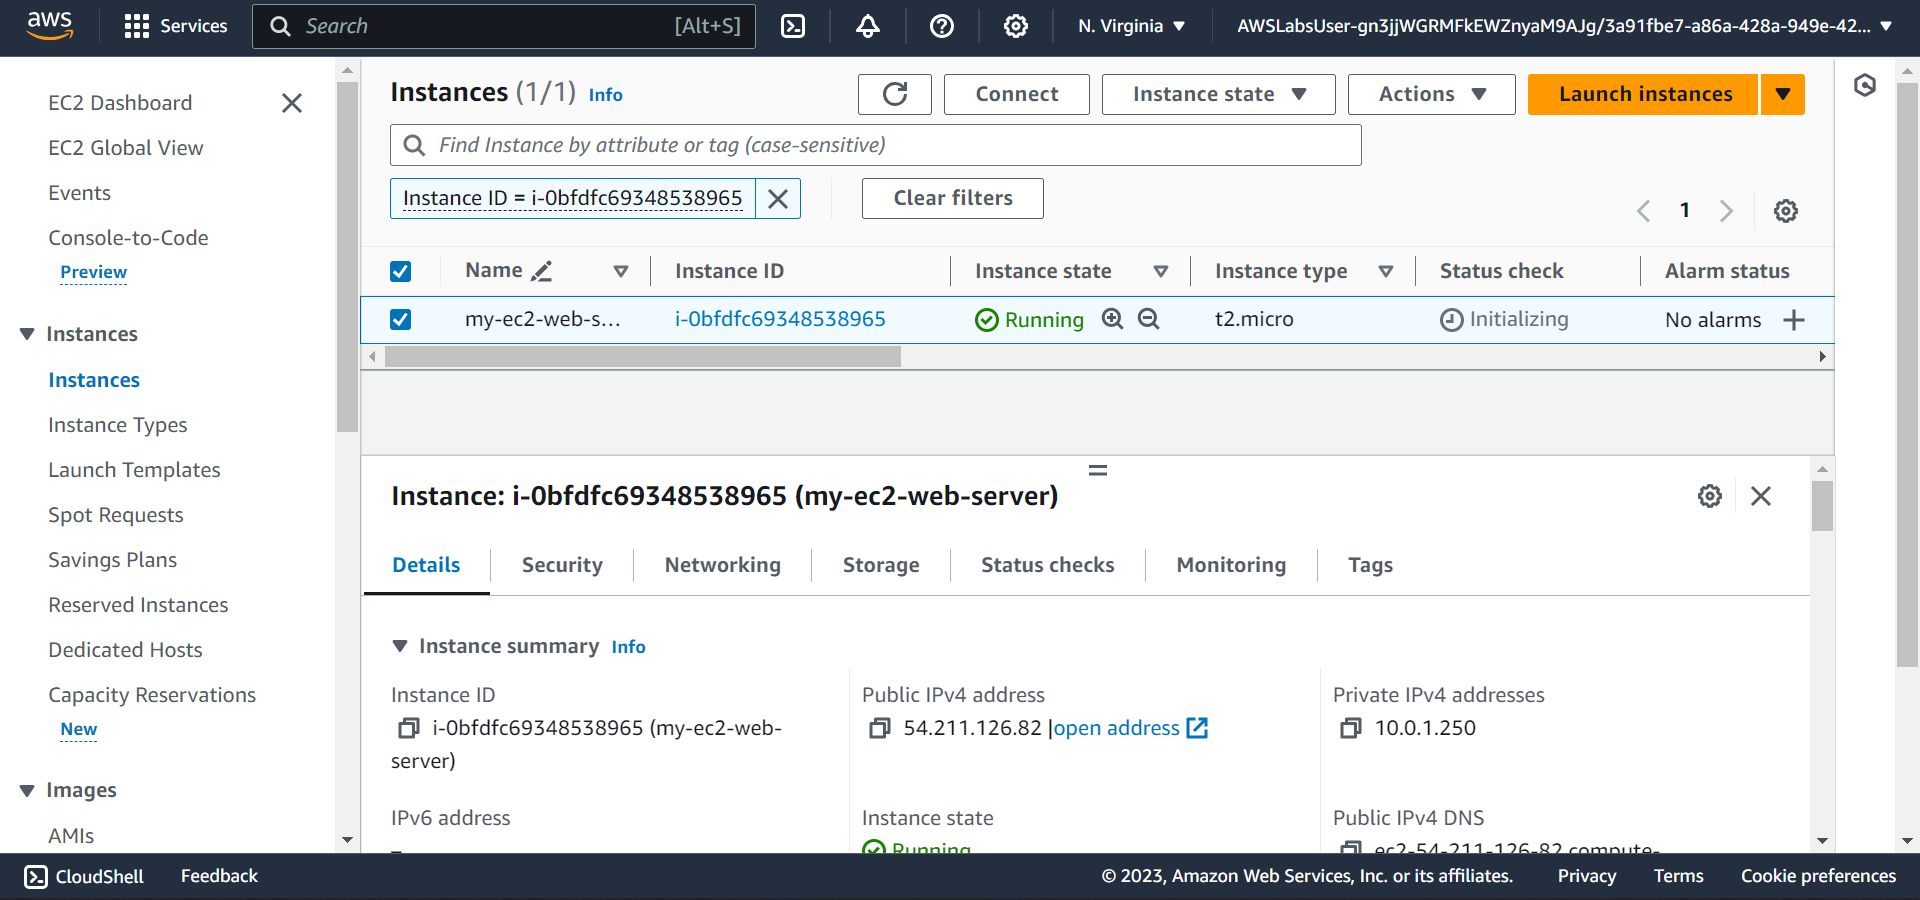 aws
Services
Search [Alt+S]
N. Virginia
AWSLabsUser-gn3jjWGRMFkEWZnyaM9AJg/3a91fbe7-a86a-428a-949e-42...
EC2 Dashboard
EC2 Global View
Events
Console-to-Code
Preview
Instances
Instances
Instance Types
Launch Templates
Spot Requests
Savings Plans
Reserved Instances
Dedicated Hosts
Capacity Reservations
New
Images
AMIs
Instances (1/1) Info
Connect
Instance state
Actions
Launch instances
Find Instance by attribute or tag (case-sensitive)
Instance ID = i-0bfdfc69348538965
Clear filters
1
Name Instance ID Instance state Instance type Status check Alarm status
my-ec2-web-s... i-0bfdfc69348538965 Running t2.micro Initializing No alarms
Instance: i-0bfdfc69348538965 (my-ec2-web-server)
Details Security Networking Storage Status checks Monitoring Tags
Instance summary Info
Instance ID
i-0bfdfc69348538965 (my-ec2-web-
server)
Public IPv4 address
54.211.126.82 |open address
Private IPv4 addresses
10.0.1.250
IPv6 address
–
Instance state
Running
Public IPv4 DNS
ec2-54-211-126-82.compute-
CloudShell
Feedback
© 2023, Amazon Web Services, Inc. or its affiliates.
Privacy
Terms
Cookie preferences